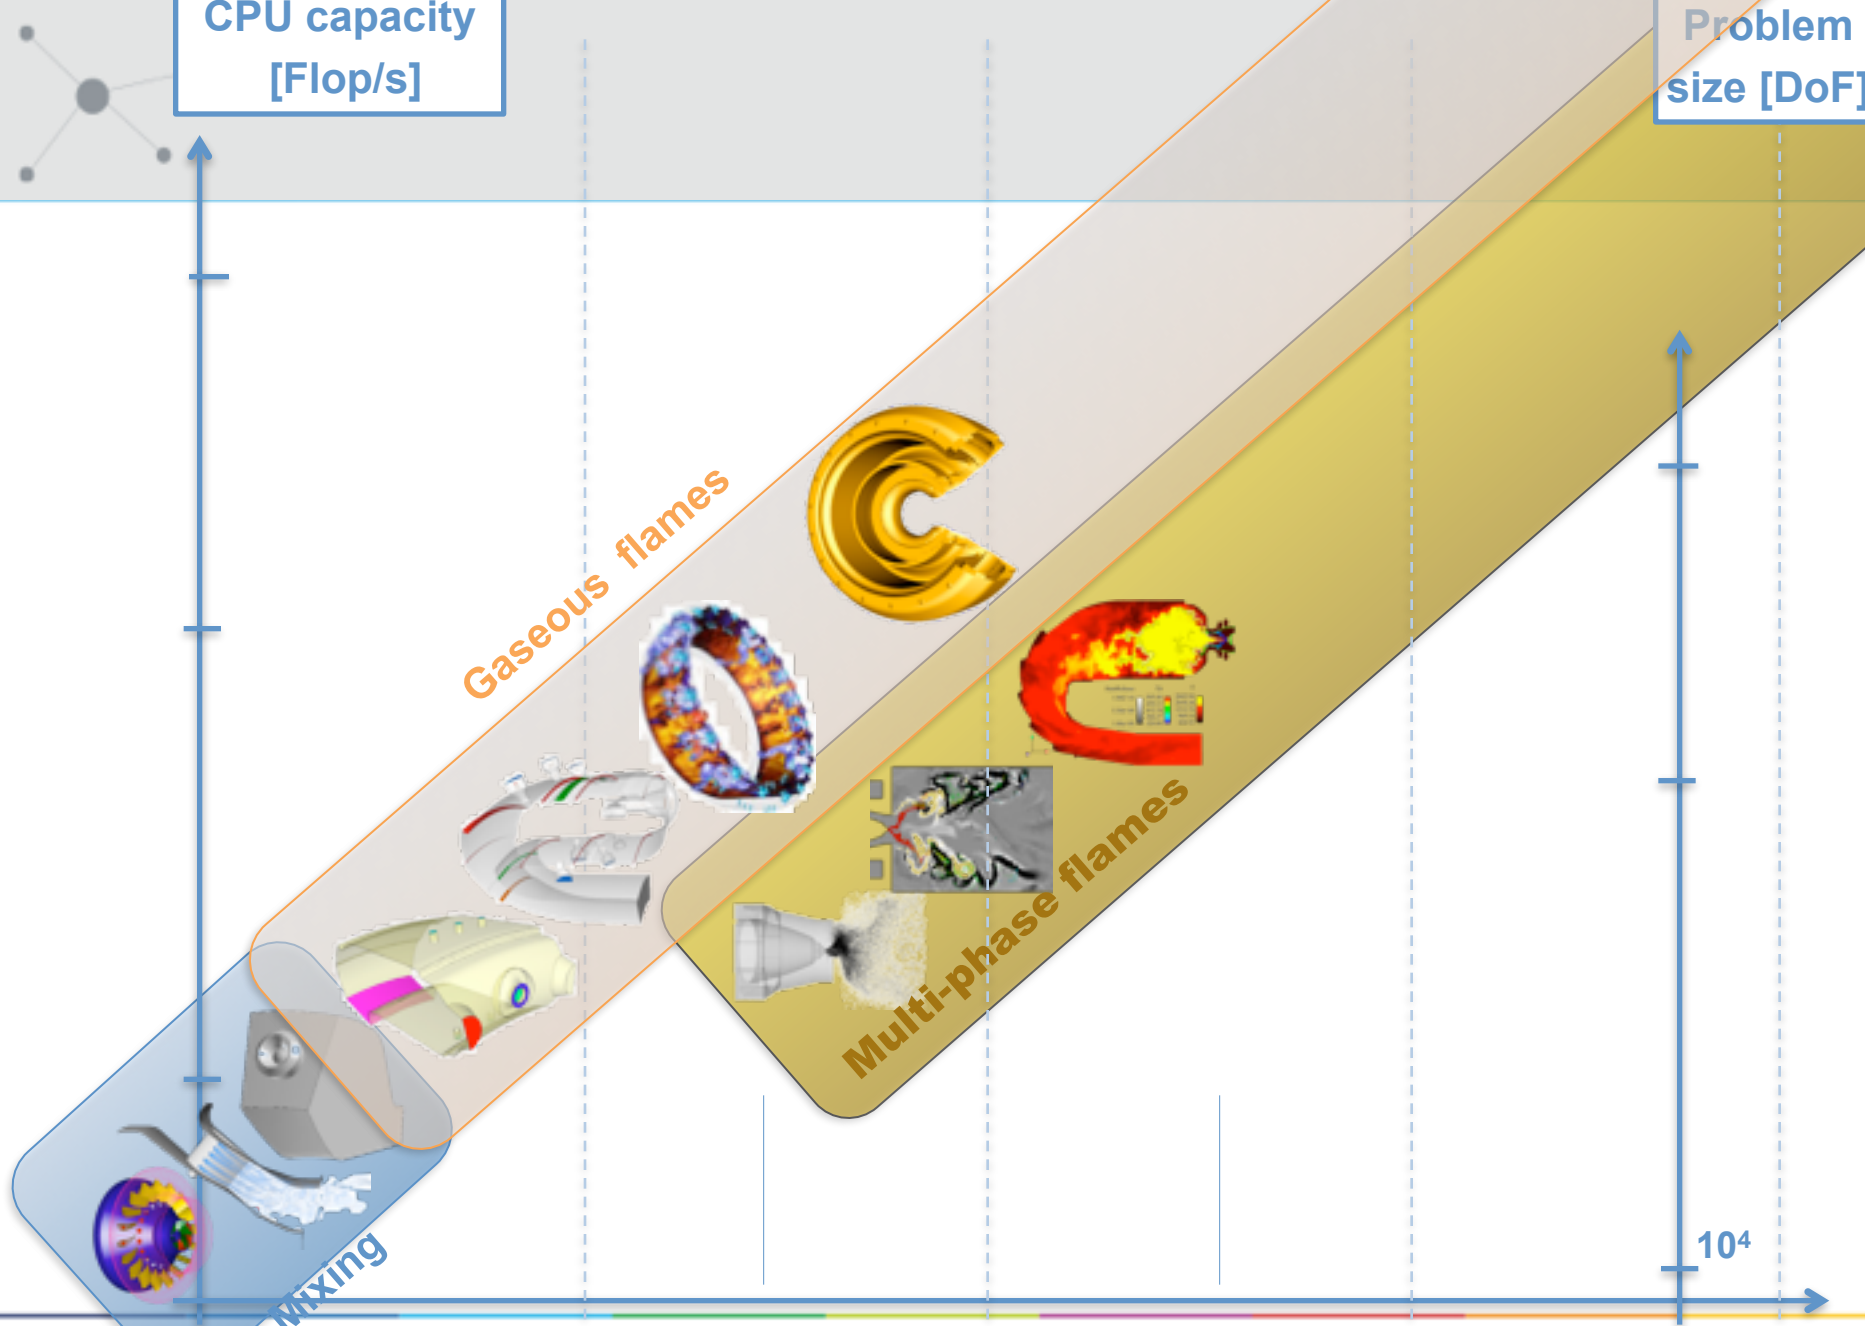 CPU capacity
[Flop/s]
Problem
size [DoF]
Gaseous flames
Multi-phase flames
Mixing
10⁴